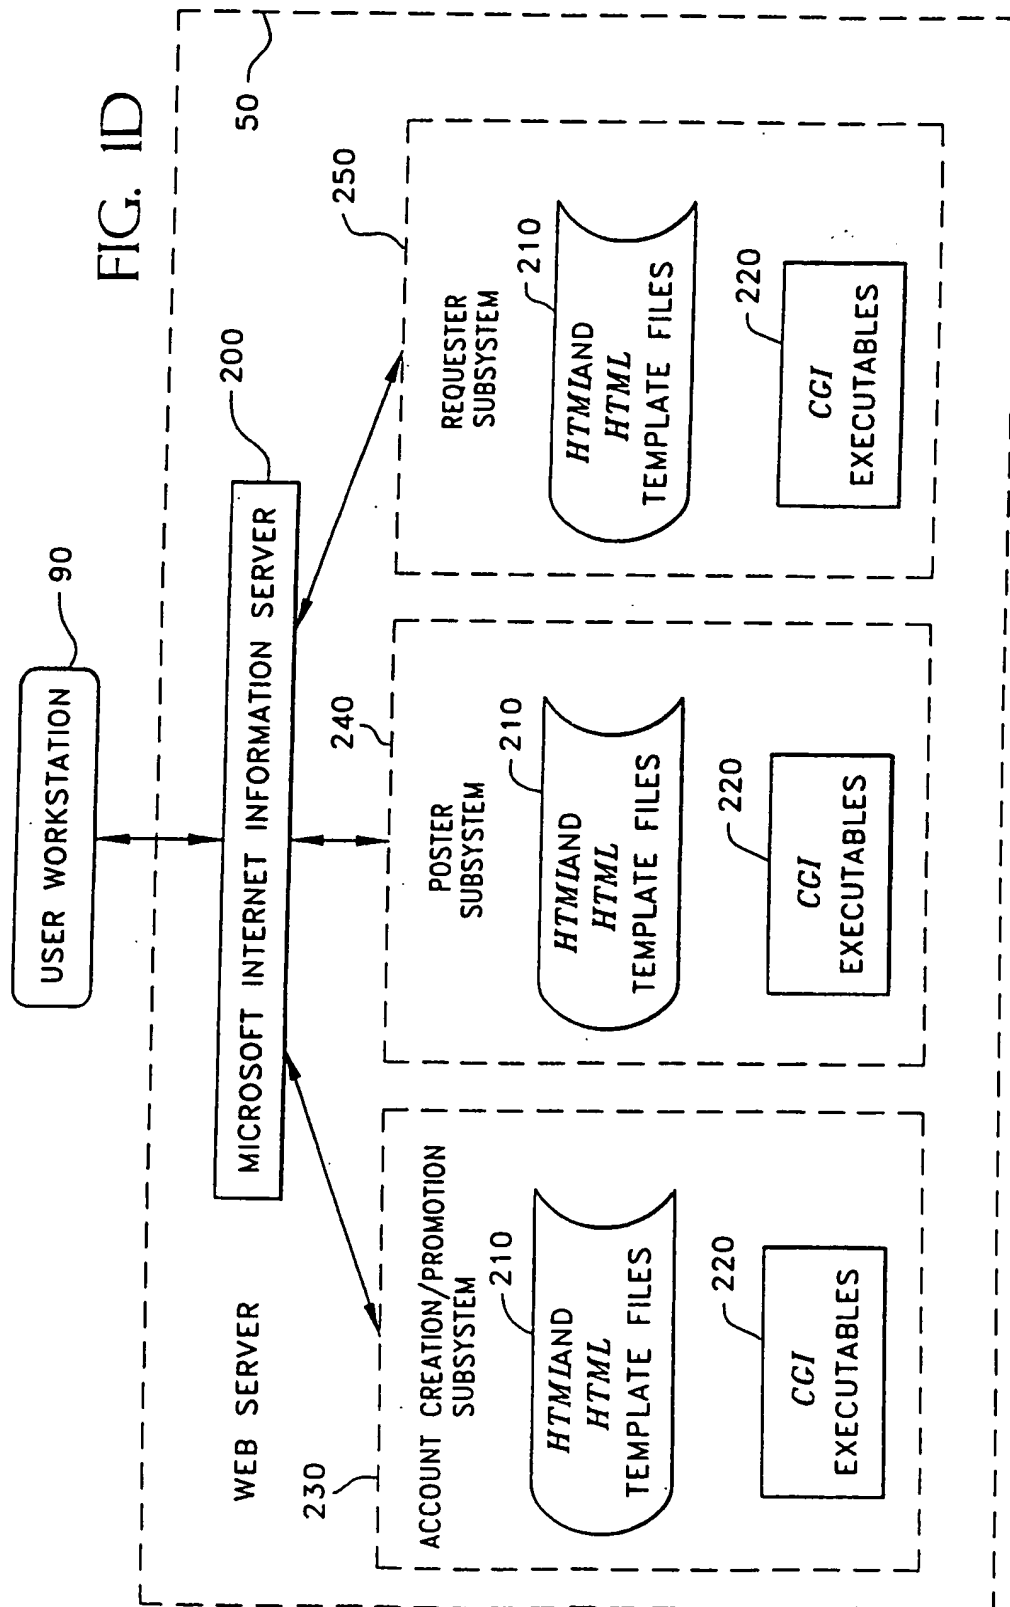 FIG. 1D
USER WORKSTATION
90
50
WEB SERVER
MICROSOFT INTERNET INFORMATION SERVER
200
230
ACCOUNT CREATION/PROMOTION
SUBSYSTEM
210
HTMLAND
HTML
TEMPLATE FILES
220
CGI
EXECUTABLES
240
POSTER
SUBSYSTEM
210
HTMLAND
HTML
TEMPLATE FILES
220
CGI
EXECUTABLES
250
REQUESTER
SUBSYSTEM
210
HTMLAND
HTML
TEMPLATE FILES
220
CGI
EXECUTABLES